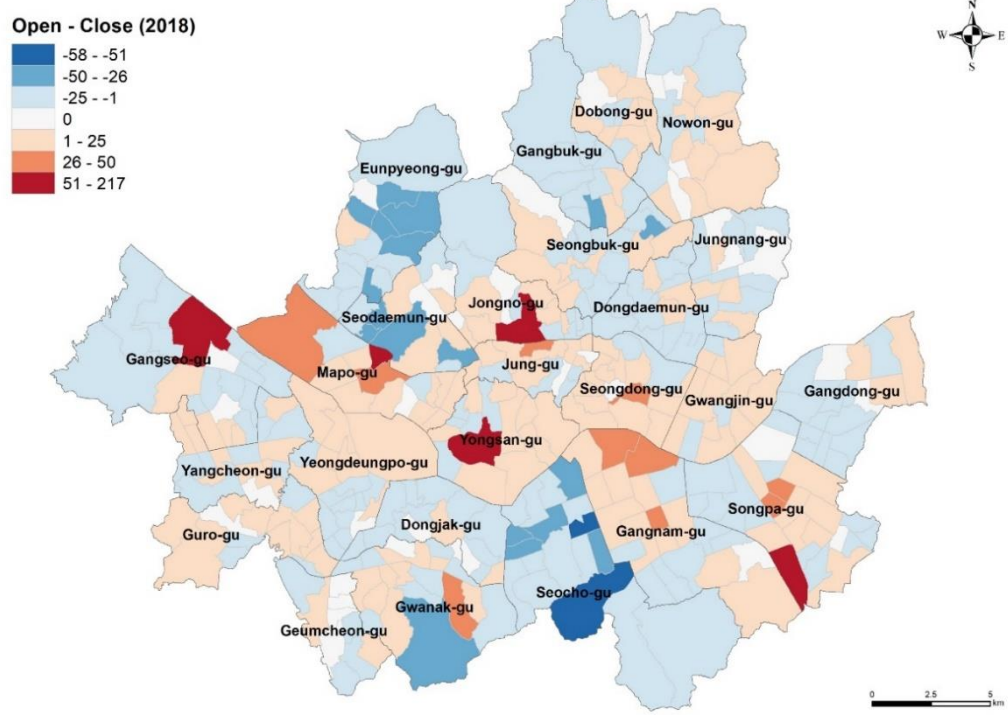 Open - Close (2018)
-58 - -51
-50 - -26
-25 - -1
0
1 - 25
26 - 50
51 - 217
N
W E
S
Dobong-gu
Nowon-gu
Gangbuk-gu
Eunpyeong-gu
Seongbuk-gu
Jungnang-gu
Jongno-gu
Dongdaemun-gu
Seodaemun-gu
Gangseo-gu
Mapo-gu
Jung-gu
Seongdong-gu
Gwangjin-gu
Gangdong-gu
Yongsan-gu
Yangcheon-gu
Yeongdeungpo-gu
Songpa-gu
Guro-gu
Dongjak-gu
Gangnam-gu
Seocho-gu
Gwanak-gu
Geumcheon-gu
0 2.5 5
km